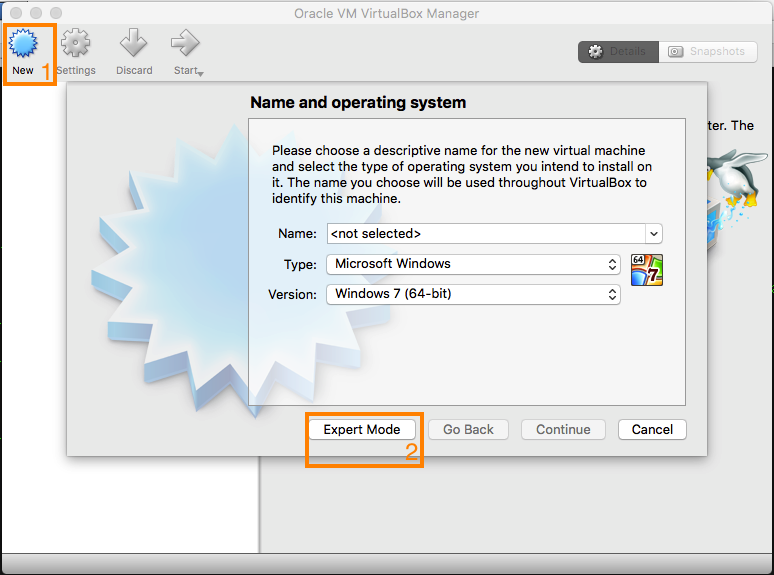 Oracle VM VirtualBox Manager
New
1
Settings
Discard
Start
Details
Snapshots
ter. The
Name and operating system
Please choose a descriptive name for the new virtual machine
and select the type of operating system you intend to install on
it. The name you choose will be used throughout VirtualBox to
identify this machine.
Name: <not selected>
Type: Microsoft Windows
64
7
Version: Windows 7 (64-bit)
Expert Mode
2
Go Back
Continue
Cancel